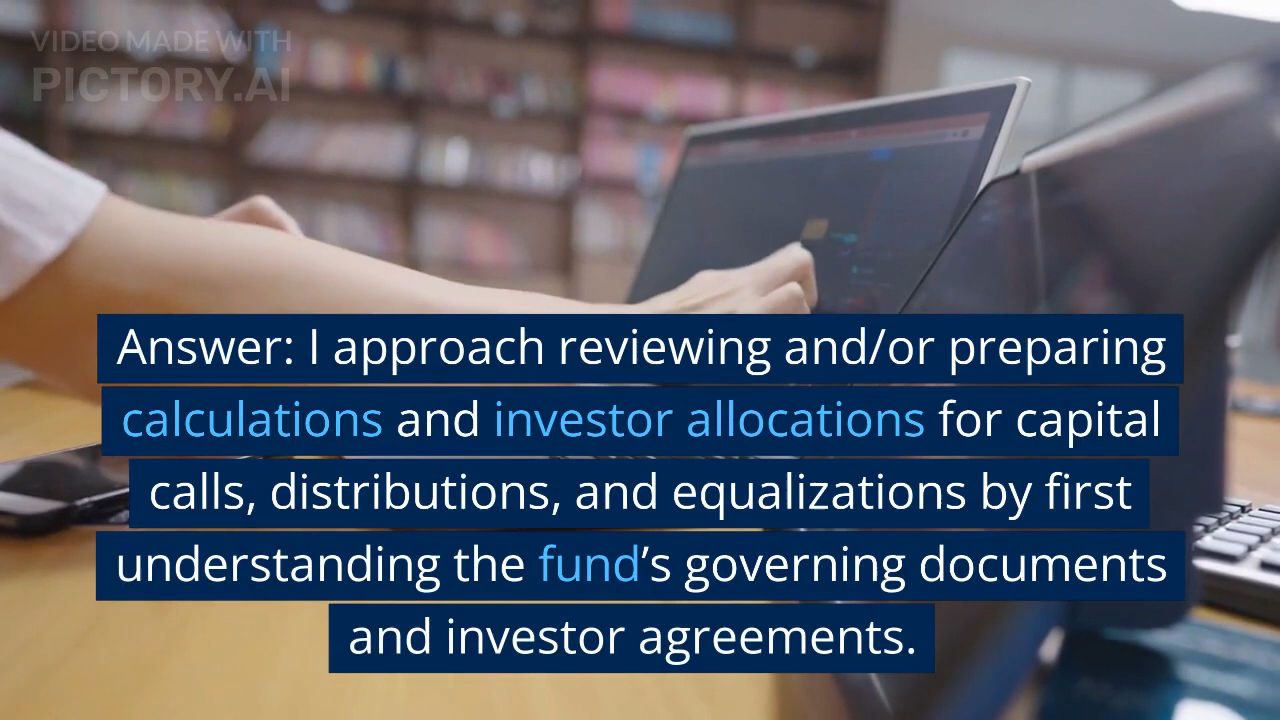 VIDEO MADE WITH
PICTORY.AI
Answer: I approach reviewing and/or preparing
calculations and investor allocations for capital
calls, distributions, and equalizations by first
understanding the fund’s governing documents
and investor agreements.